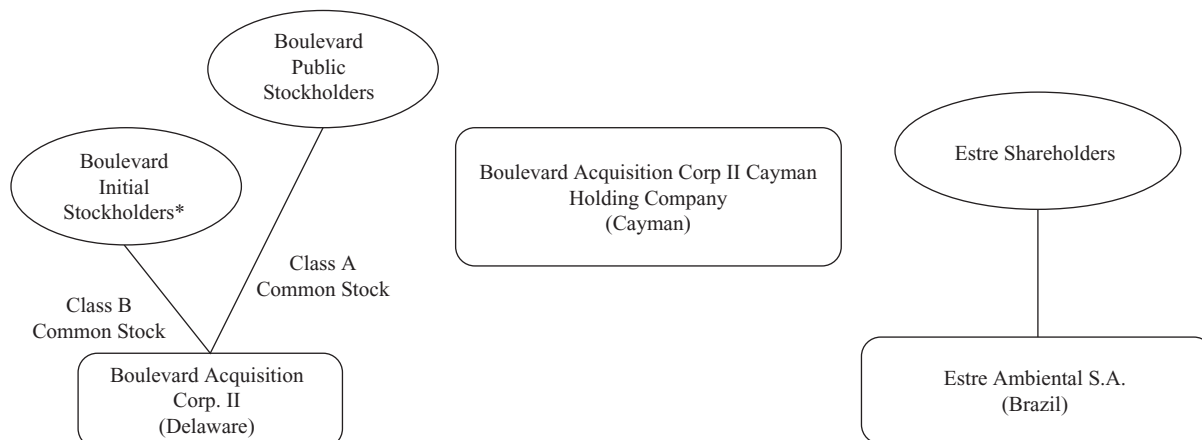 Boulevard
Public
Stockholders
Boulevard
Initial
Stockholders*
Boulevard Acquisition Corp II Cayman
Holding Company
(Cayman)
Estre Shareholders
Class A
Common Stock
Class B
Common Stock
Boulevard Acquisition
Corp. II
(Delaware)
Estre Ambiental S.A.
(Brazil)